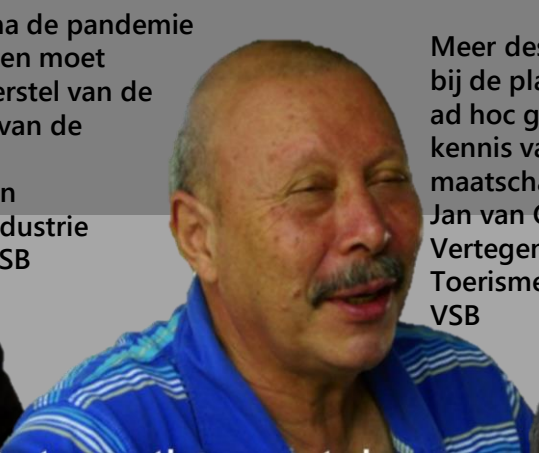 na de pandemie
en moet
erstel van de
van de
n
dustrie
SB
Meer des
bij de pla
ad hoc g
kennis va
maatscha
Jan van
Vertegen
Toerisme
VSB